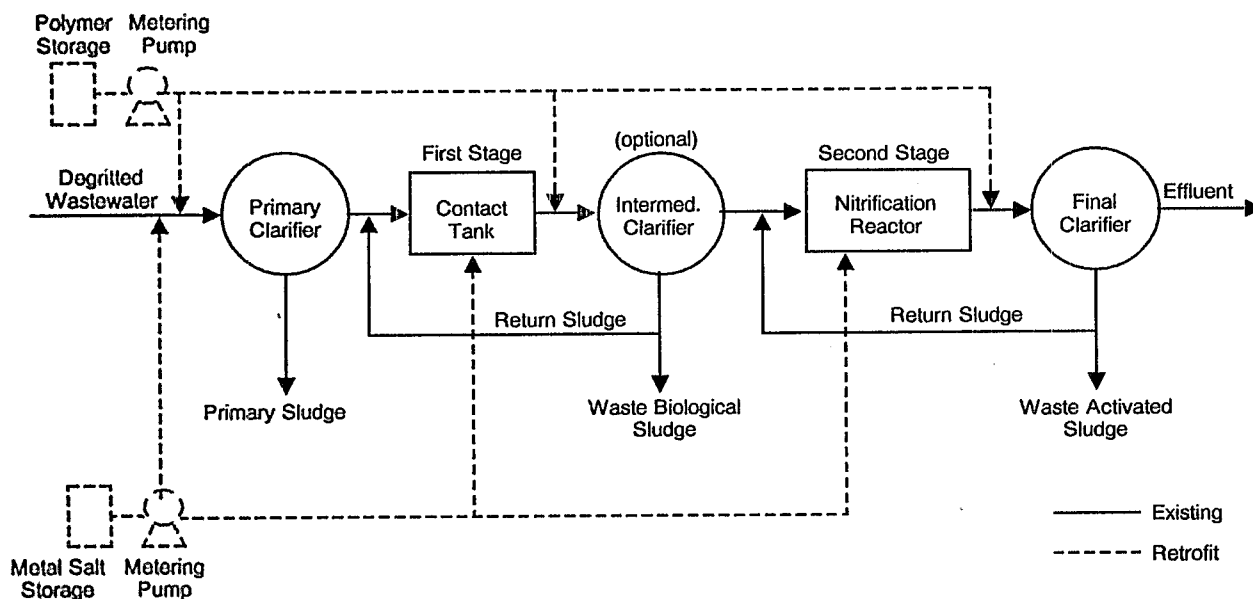 Polymer
Storage
Metering
Pump
(optional)
First Stage
Second Stage
Degritted
Wastewater
Effluent
Primary
Clarifier
Contact
Tank
Intermed.
Clarifier
Nitrification
Reactor
Final
Clarifier
Return Sludge
Return Sludge
Primary Sludge
Waste Biological
Sludge
Waste Activated
Sludge
Existing
Retrofit
Metal Salt
Storage
Metering
Pump